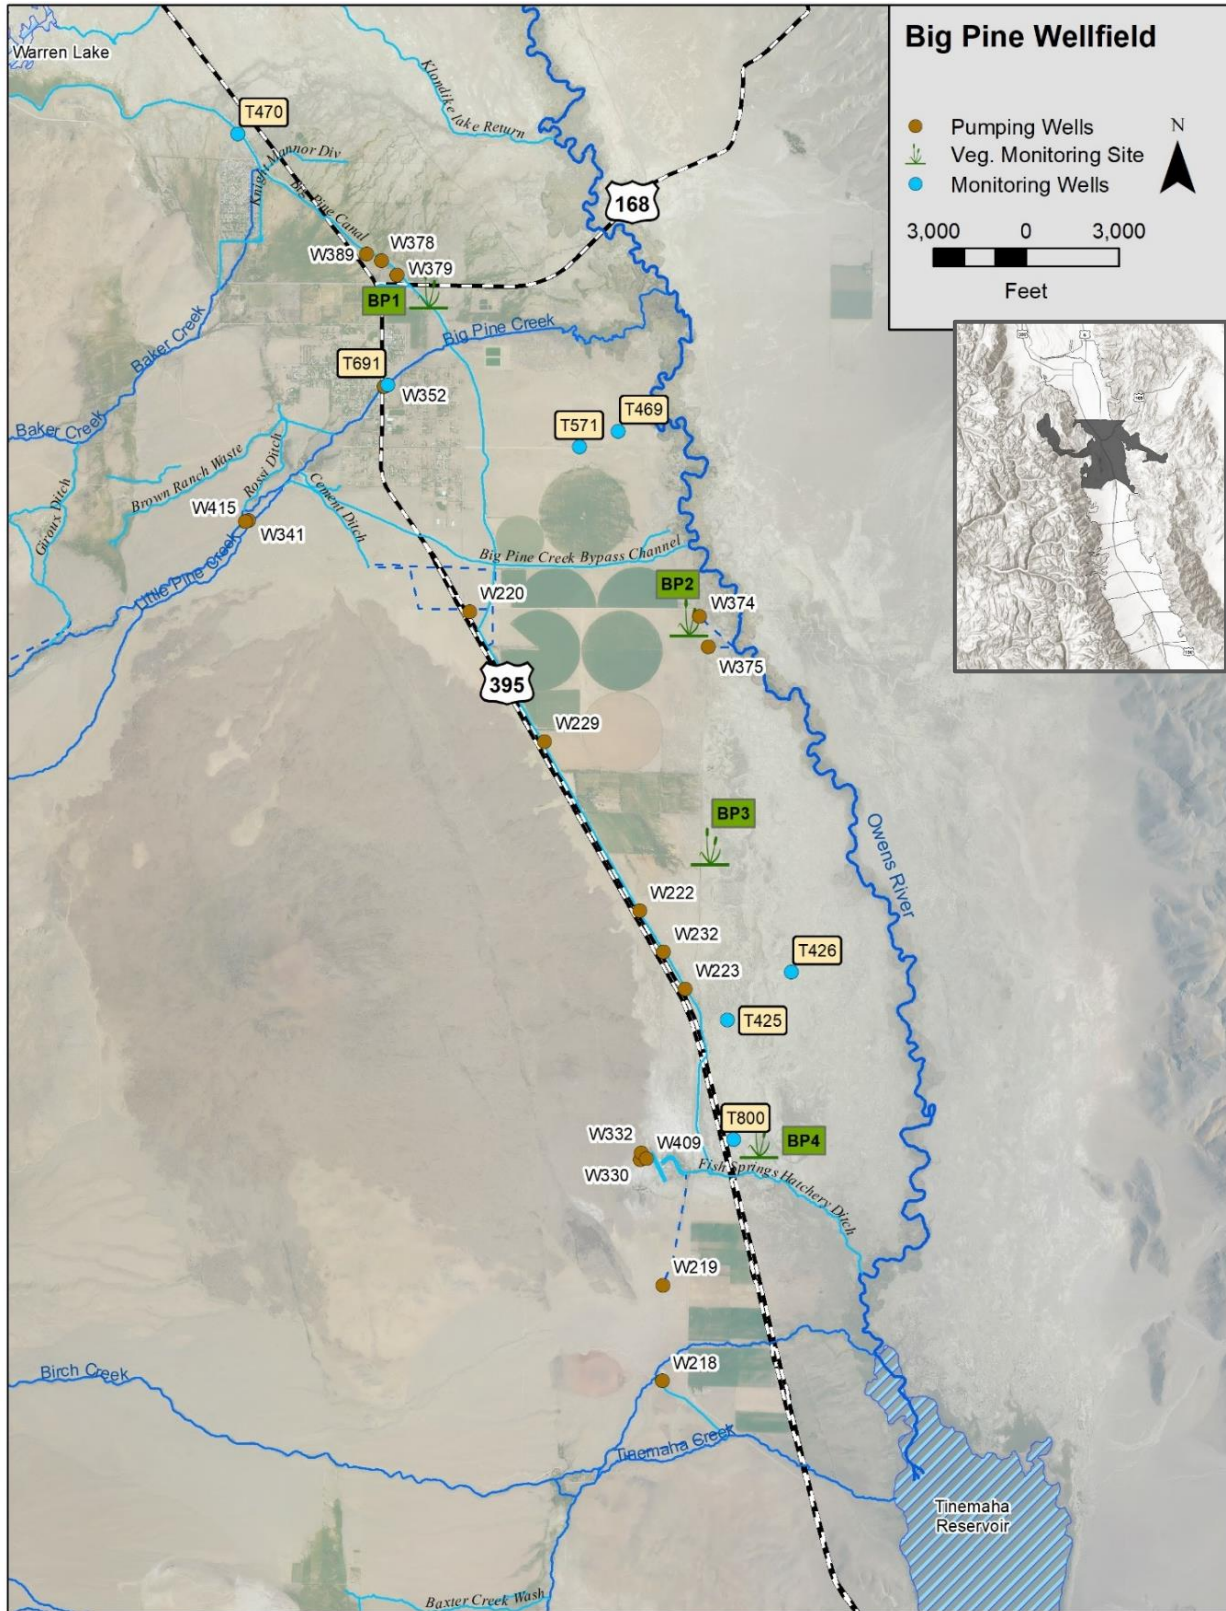 Big Pine Wellfield
Pumping Wells
Veg. Monitoring Site
Monitoring Wells
N
3,000 0 3,000
Feet
Warren Lake
T470
Klondike lake Return
Knight Mannor Div
Big Pine Canal
168
W378
W389
W379
BP1
Baker Creek
Big Pine Creek
T691
W352
T469
T571
Baker Creek
Brown Ranch Waste
Rossi Ditch
Giroux Ditch
Cement Ditch
W415
W341
Little Pine Creek
Big Pine Creek Bypass Channel
BP2
W374
W220
W375
395
W229
BP3
Owens River
W222
W232
T426
W223
T425
T800
W332
W409
BP4
W330
Fish Springs Hatchery Ditch
W219
Birch Creek
W218
Tinemaha Creek
Tinemaha
Reservoir
Baxter Creek Wash